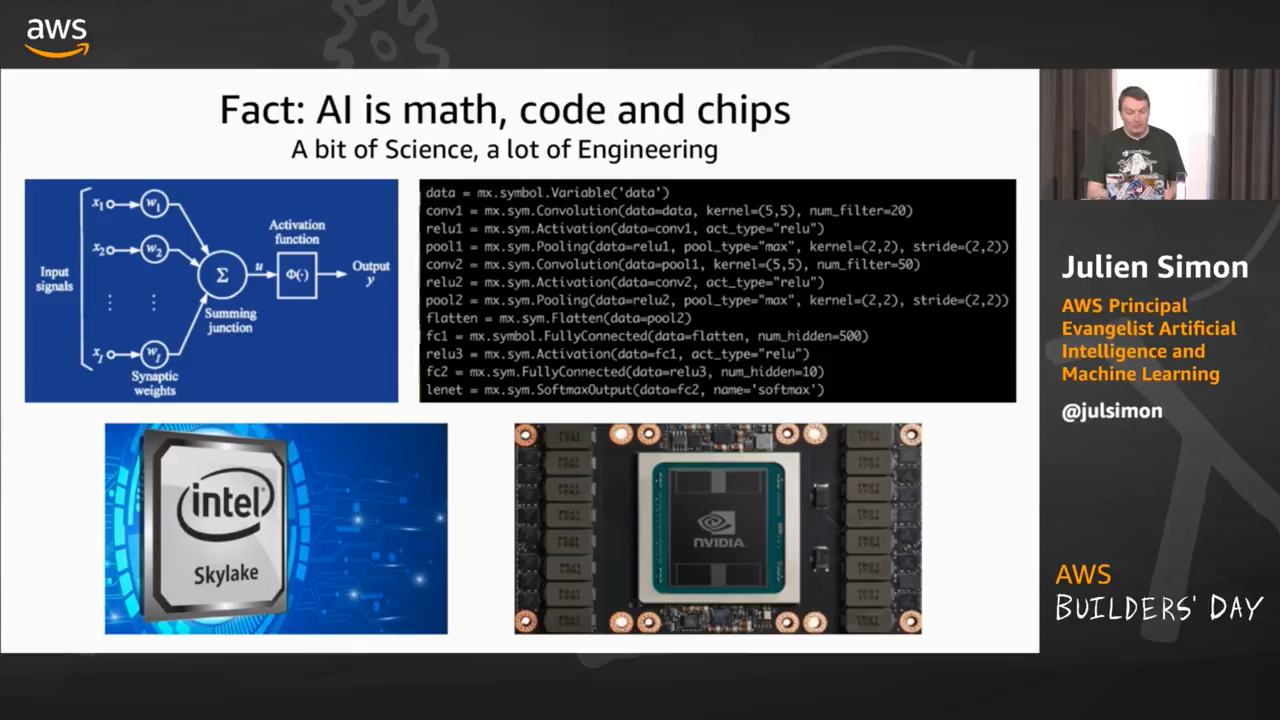 aws
Fact: AI is math, code and chips
A bit of Science, a lot of Engineering
Input
signals
x1
w1
x2
w2
xJ
wJ
Synaptic
weights
Σ
Summing
junction
u
Activation
function
Φ(·)
Output
y
data = mx.symbol.Variable('data')
conv1 = mx.sym.Convolution(data=data, kernel=(5,5), num_filter=20)
relu1 = mx.sym.Activation(data=conv1, act_type="relu")
pool1 = mx.sym.Pooling(data=relu1, pool_type="max", kernel=(2,2), stride=(2,2))
conv2 = mx.sym.Convolution(data=pool1, kernel=(5,5), num_filter=50)
relu2 = mx.sym.Activation(data=conv2, act_type="relu")
pool2 = mx.sym.Pooling(data=relu2, pool_type="max", kernel=(2,2), stride=(2,2))
flatten = mx.sym.Flatten(data=pool2)
fc1 = mx.symbol.FullyConnected(data=flatten, num_hidden=500)
relu3 = mx.sym.Activation(data=fc1, act_type="relu")
fc2 = mx.sym.FullyConnected(data=relu3, num_hidden=10)
lenet = mx.sym.SoftmaxOutput(data=fc2, name='softmax')
intel®
Skylake
NVIDIA
Julien Simon
AWS Principal
Evangelist Artificial
Intelligence and
Machine Learning
@julsimon
AWS
BUILDERS' DAY